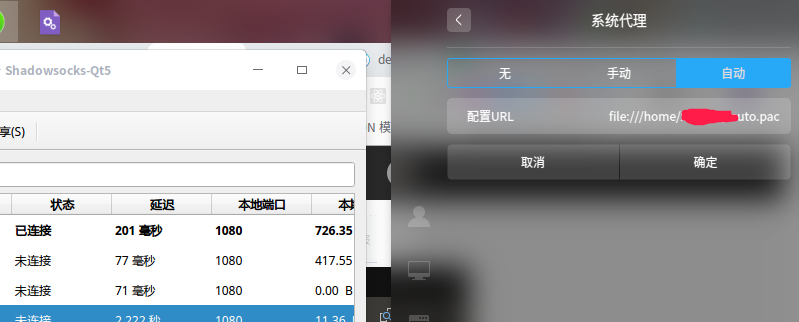 Shadowsocks-Qt5
享(S)
状态 延迟 本地端口
已连接 201 毫秒 1080 726.35
未连接 77 毫秒 1080 417.55
未连接 71 毫秒 1080 0.00 B
未连接 2,222 秒 1080 11.36
de
N 模
系统代理
无 手动 自动
配置URL file:///home/ uto.pac
取消 确定